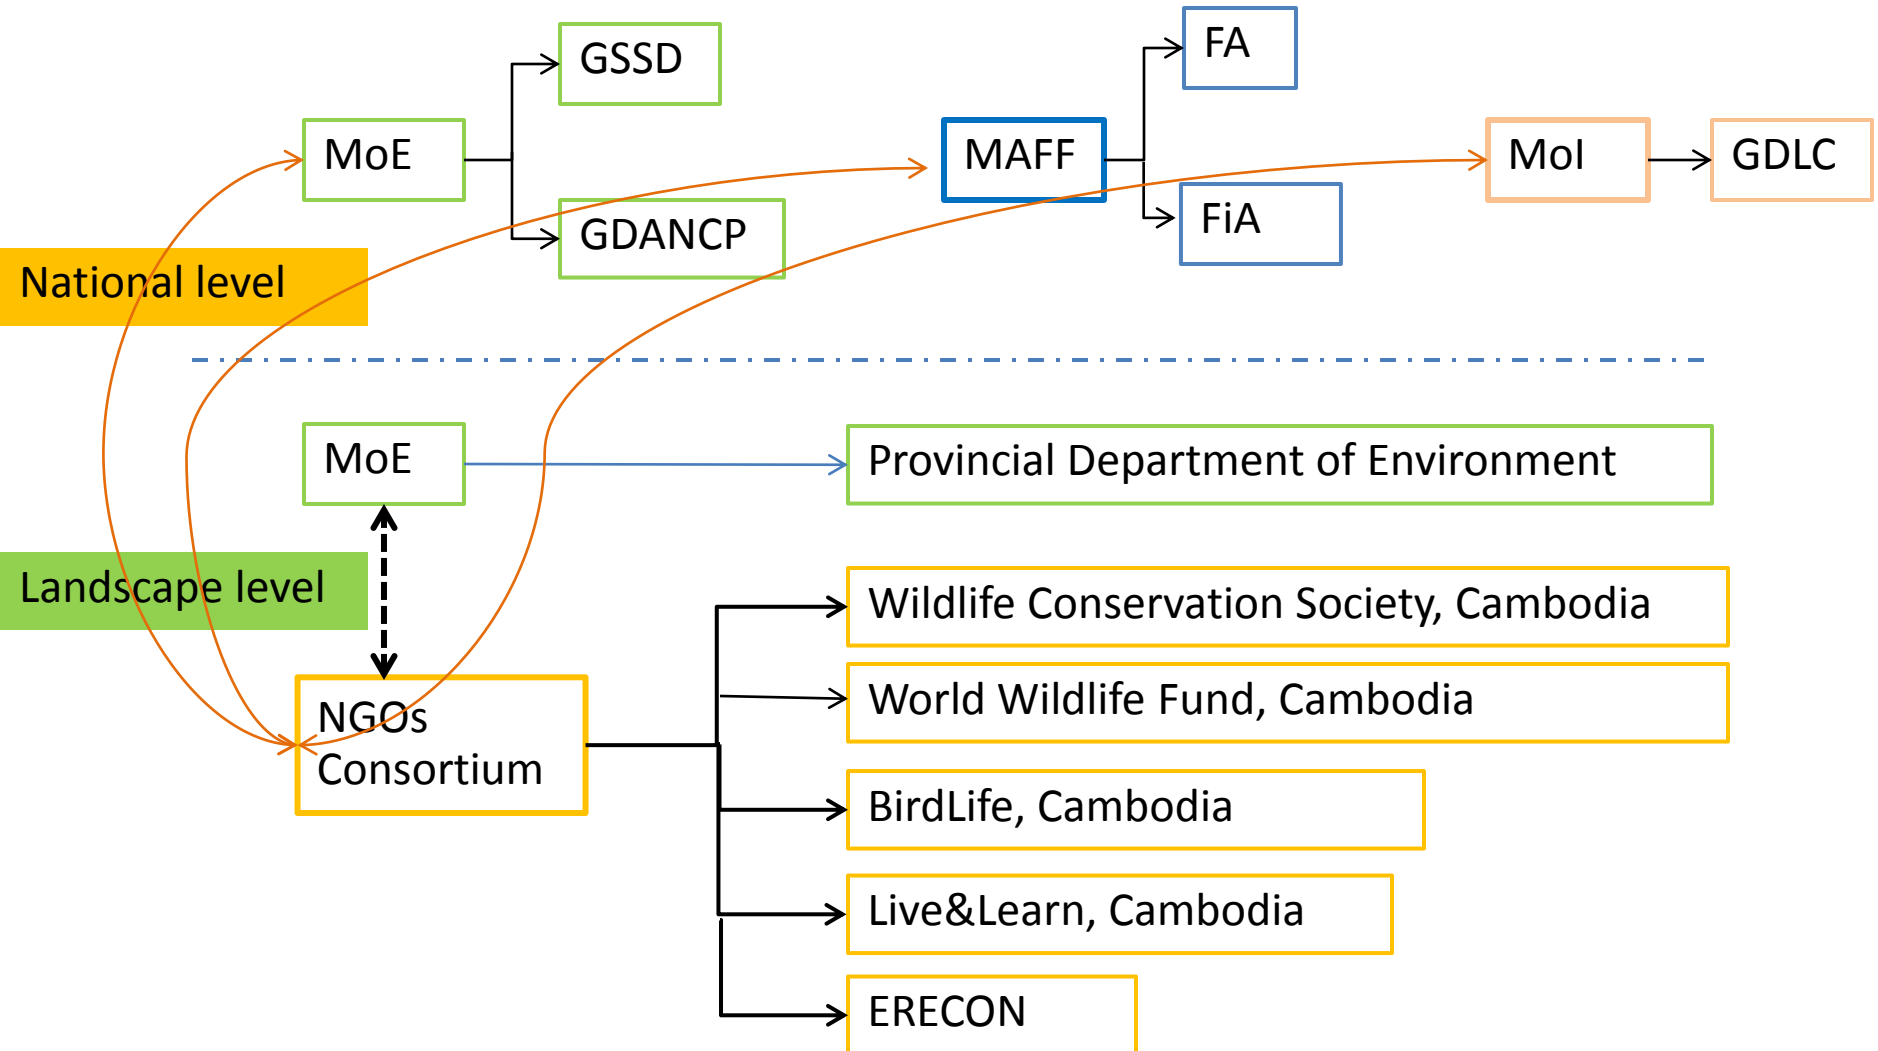 GSSD
FA
MoE
MAFF
MoI
GDLC
GDANCP
FiA
National level
MoE
Provincial Department of Environment
Landscape level
Wildlife Conservation Society, Cambodia
World Wildlife Fund, Cambodia
NGOs
Consortium
BirdLife, Cambodia
Live&Learn, Cambodia
ERECON